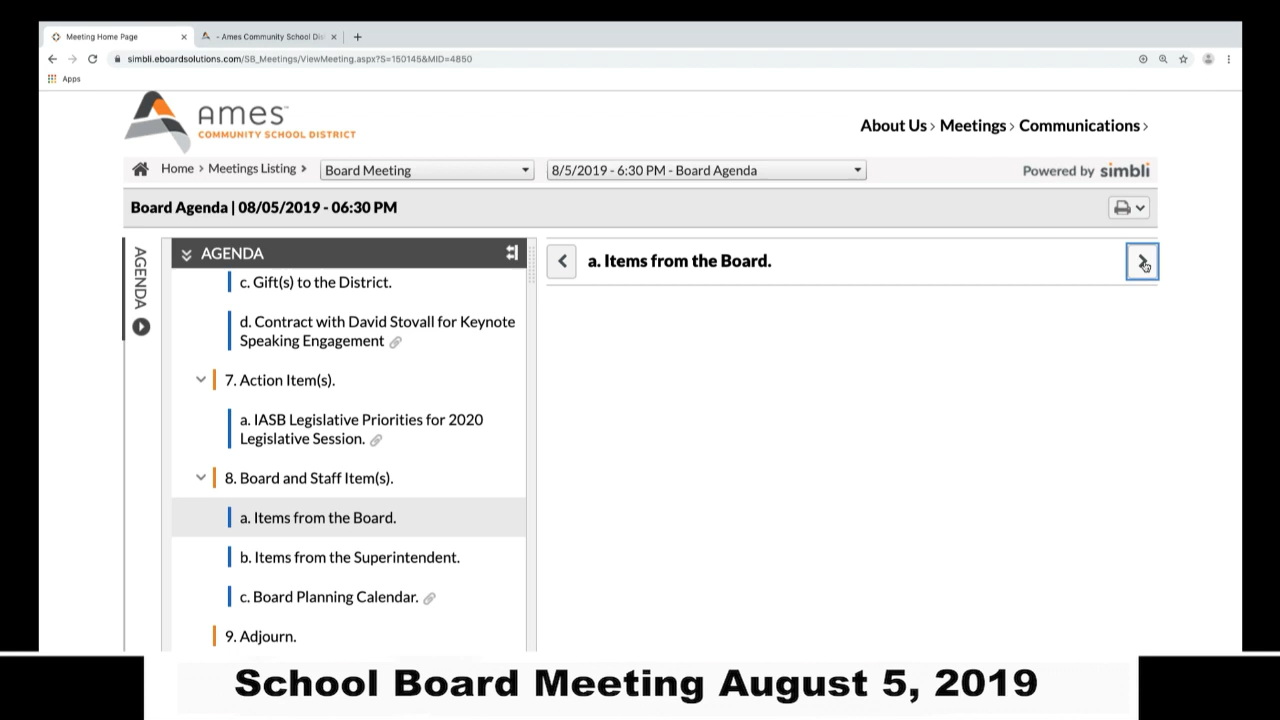 Meeting Home Page
- Ames Community School Dis
simbli.eboardsolutions.com/SB_Meetings/ViewMeeting.aspx?S=150145&MID=4850
Apps
AMES™
COMMUNITY SCHOOL DISTRICT
About Us › Meetings › Communications ›
Home > Meetings Listing >
Board Meeting
8/5/2019 - 6:30 PM - Board Agenda
Powered by simbli
Board Agenda | 08/05/2019 - 06:30 PM
AGENDA
AGENDA
a. Items from the Board.
c. Gift(s) to the District.
d. Contract with David Stovall for Keynote
Speaking Engagement
7. Action Item(s).
a. IASB Legislative Priorities for 2020
Legislative Session.
8. Board and Staff Item(s).
a. Items from the Board.
b. Items from the Superintendent.
c. Board Planning Calendar.
9. Adjourn.
School Board Meeting August 5, 2019